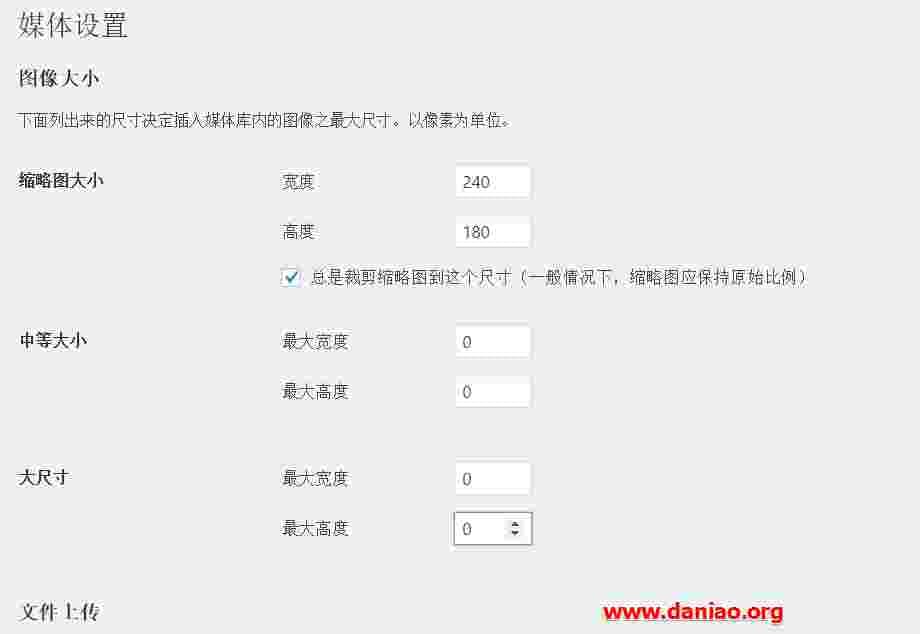 媒体设置
图像大小
下面列出来的尺寸决定插入媒体库内的图像之最大尺寸。以像素为单位。
缩略图大小 宽度 240
高度 180
总是裁剪缩略图到这个尺寸（一般情况下，缩略图应保持原始比例）
中等大小 最大宽度 0
最大高度 0
大尺寸 最大宽度 0
最大高度 0
文件上传
www.daniao.org